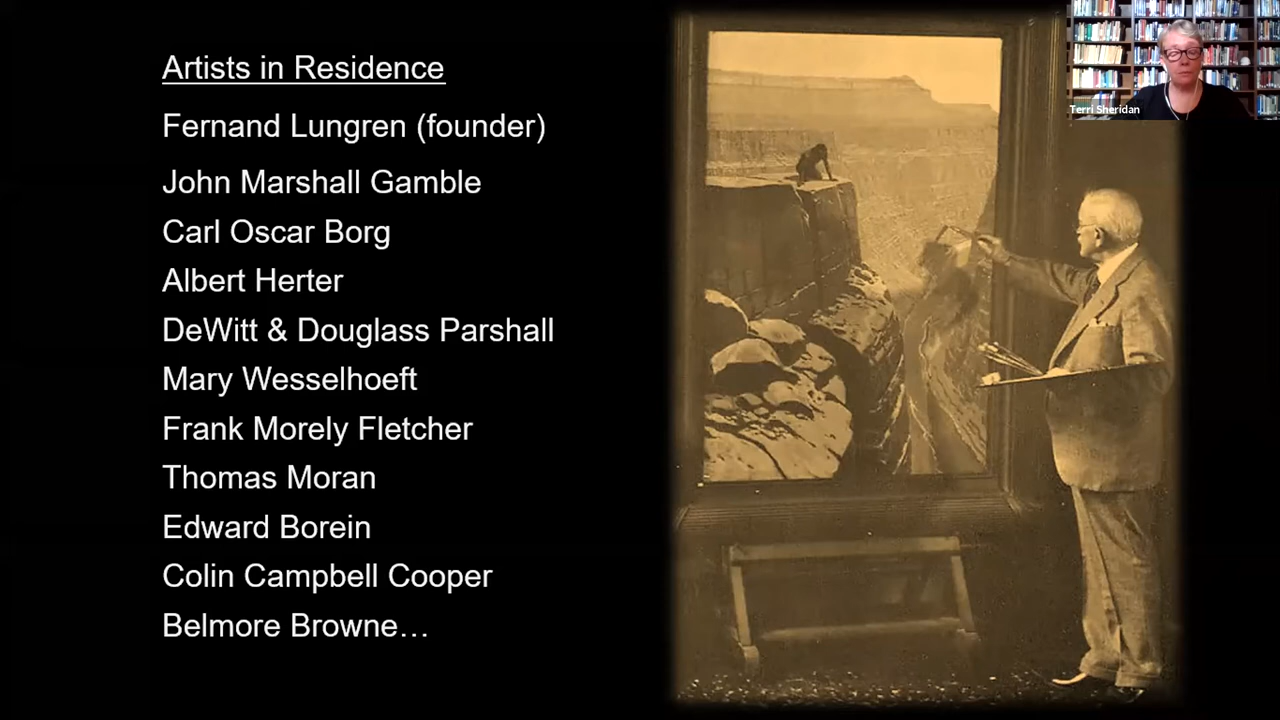 Artists in Residence
Fernand Lungren (founder)
John Marshall Gamble
Carl Oscar Borg
Albert Herter
DeWitt & Douglass Parshall
Mary Wesselhoeft
Frank Morely Fletcher
Thomas Moran
Edward Borein
Colin Campbell Cooper
Belmore Browne…
Terri Sheridan